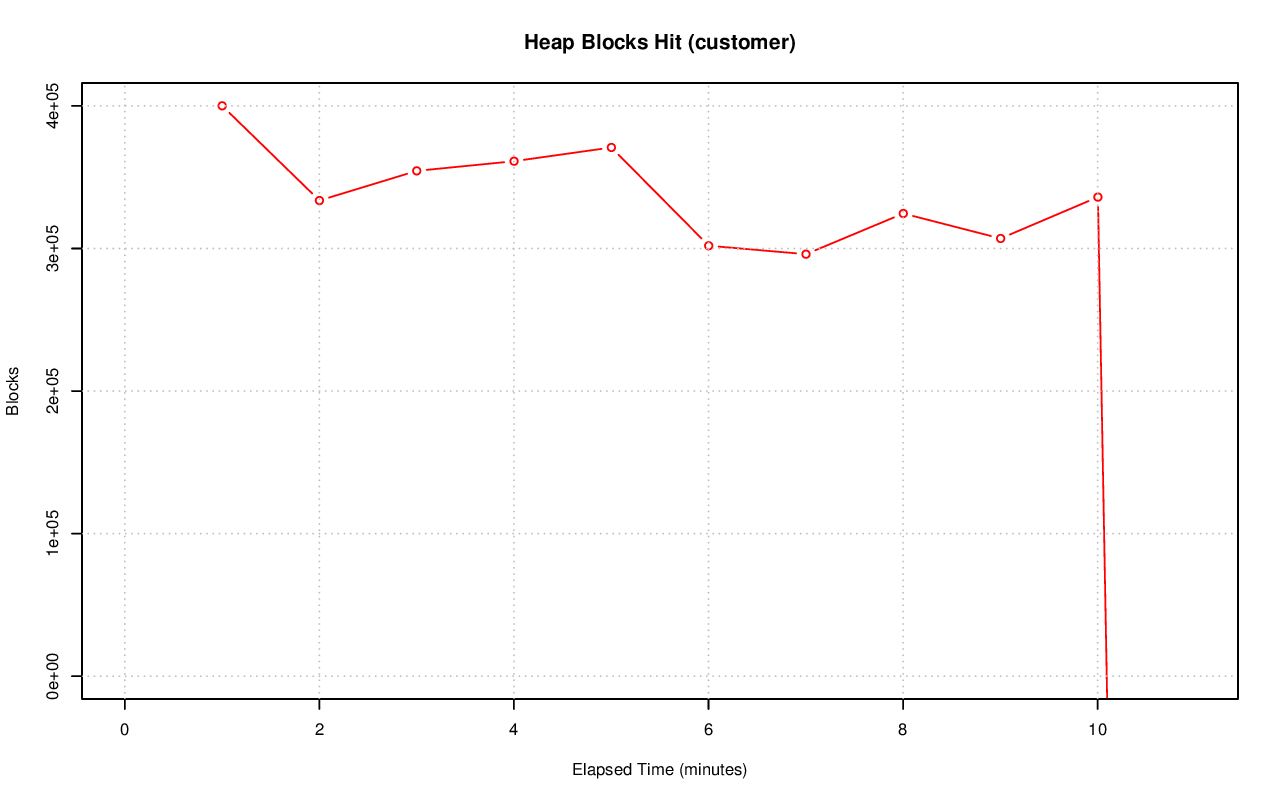 Heap Blocks Hit (customer)
Blocks
4e+05
3e+05
2e+05
1e+05
0e+00
0 2 4 6 8 10
Elapsed Time (minutes)